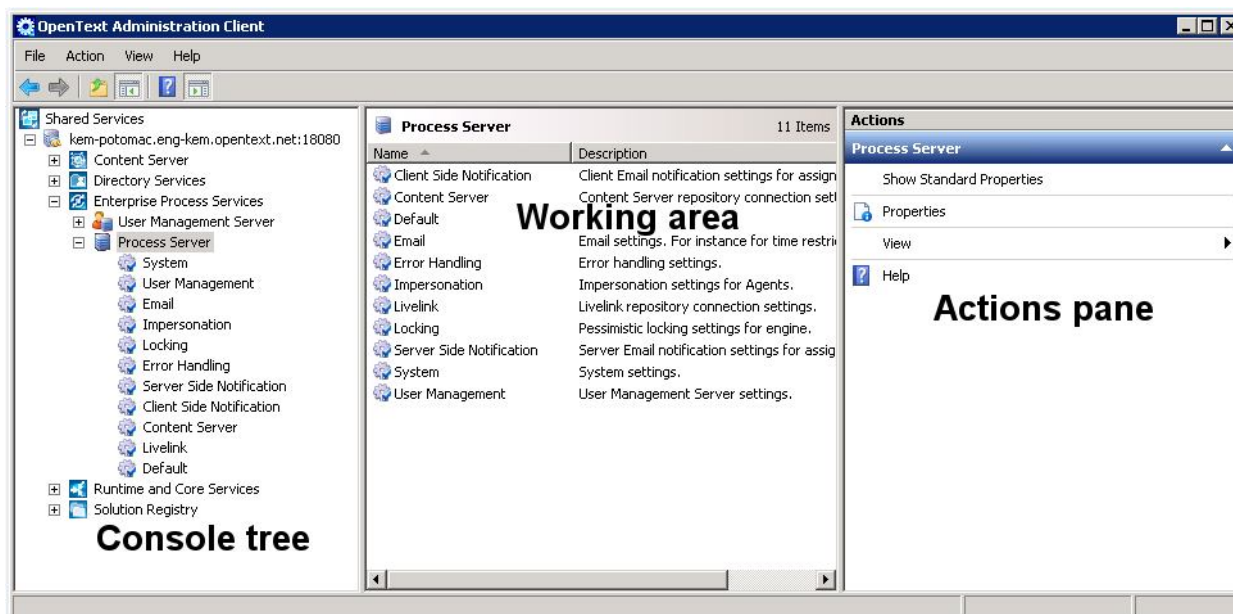 OpenText Administration Client
File Action View Help
Shared Services
kem-potomac.eng-kem.opentext.net:18080
Content Server
Directory Services
Enterprise Process Services
User Management Server
Process Server
System
User Management
Email
Impersonation
Locking
Error Handling
Server Side Notification
Client Side Notification
Content Server
Livelink
Default
Runtime and Core Services
Solution Registry
Console tree
Process Server 11 Items
Name Description
Client Side Notification Client Email notification settings for assign
Content Server Content Server repository connection set
Default
Working area
Email Email settings. For instance for time restri
Error Handling Error handling settings.
Impersonation Impersonation settings for Agents.
Livelink Livelink repository connection settings.
Locking Pessimistic locking settings for engine.
Server Side Notification Server Email notification settings for assig
System System settings.
User Management User Management Server settings.
Actions
Process Server
Show Standard Properties
Properties
View
Help
Actions pane